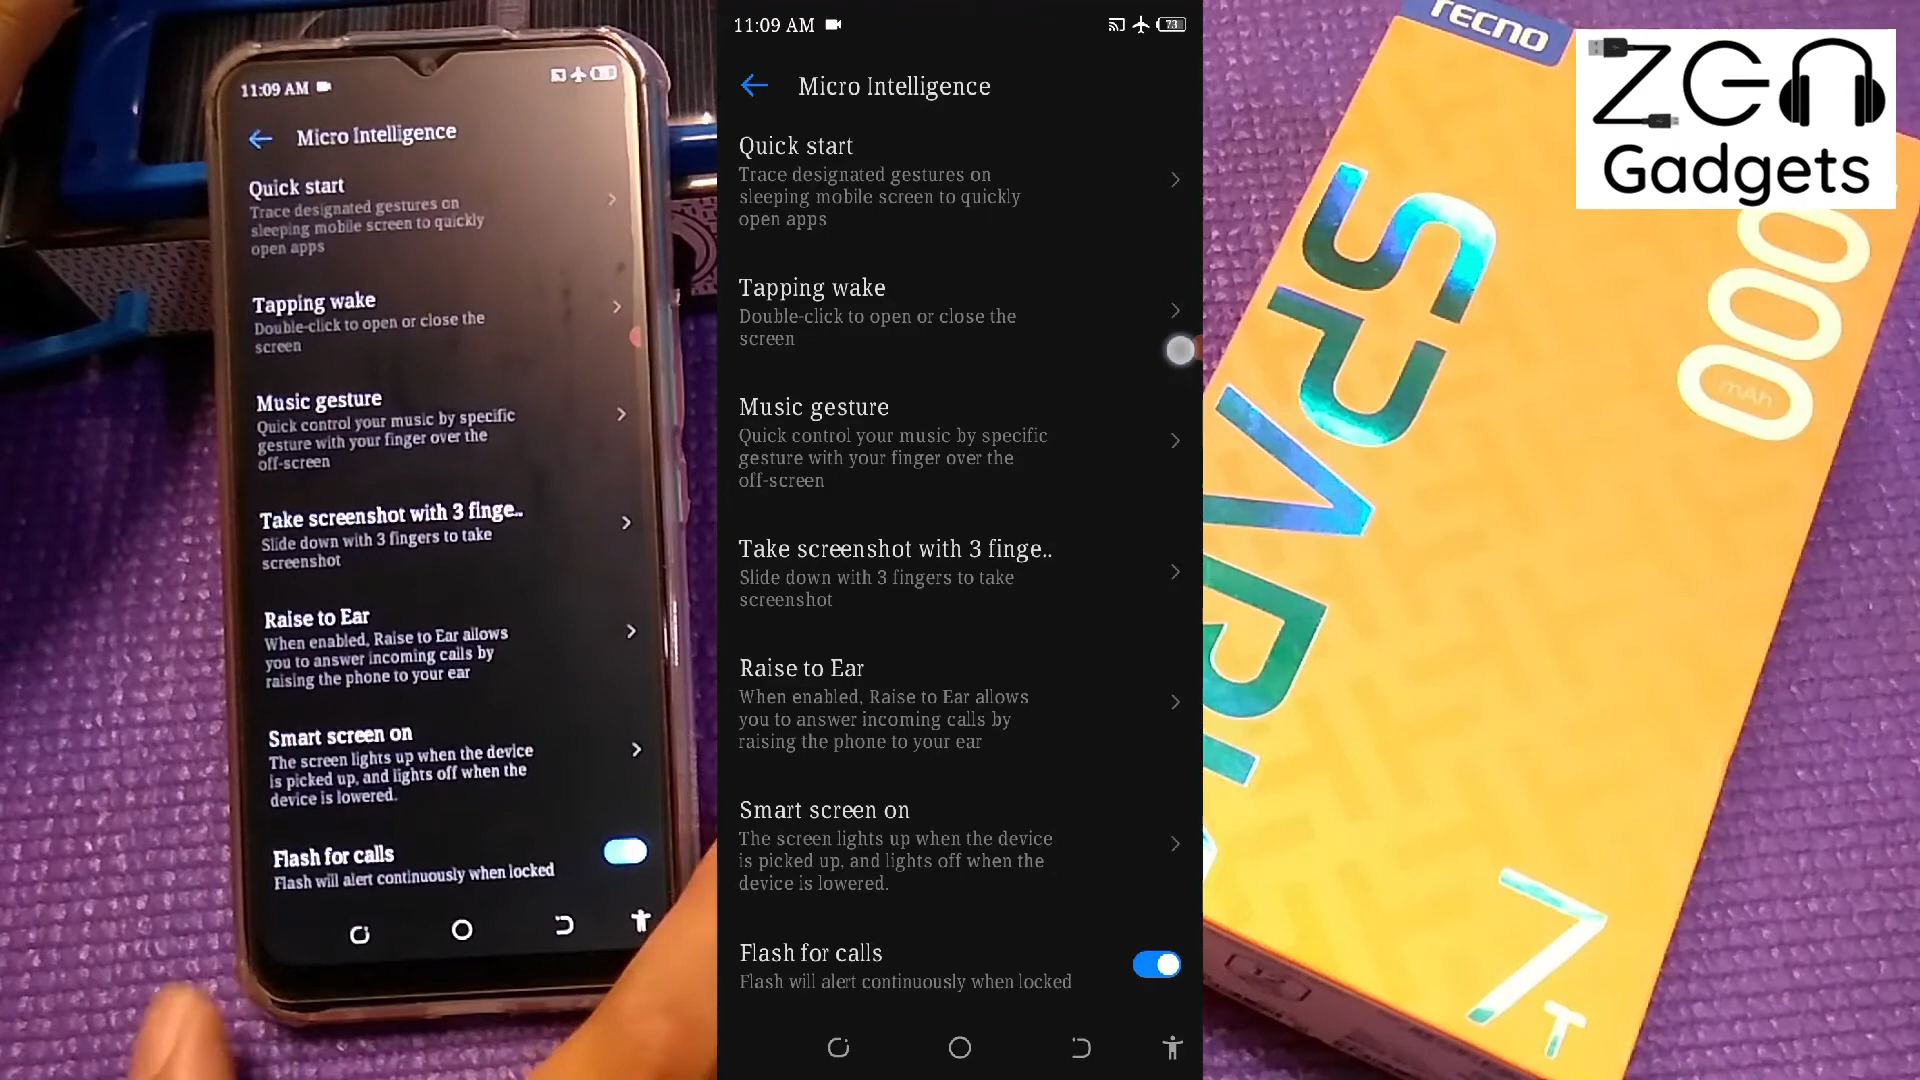 11:09 AM
Micro Intelligence
Quick start
Trace designated gestures on
sleeping mobile screen to quickly
open apps
Tapping wake
Double-click to open or close the
screen
Music gesture
Quick control your music by specific
gesture with your finger over the
off-screen
Take screenshot with 3 finge..
Slide down with 3 fingers to take
screenshot
Raise to Ear
When enabled, Raise to Ear allows
you to answer incoming calls by
raising the phone to your ear
Smart screen on
The screen lights up when the device
is picked up, and lights off when the
device is lowered.
Flash for calls
Flash will alert continuously when locked
11:09 AM
73
Micro Intelligence
Quick start
Trace designated gestures on
sleeping mobile screen to quickly
open apps
Tapping wake
Double-click to open or close the
screen
Music gesture
Quick control your music by specific
gesture with your finger over the
off-screen
Take screenshot with 3 finge..
Slide down with 3 fingers to take
screenshot
Raise to Ear
When enabled, Raise to Ear allows
you to answer incoming calls by
raising the phone to your ear
Smart screen on
The screen lights up when the device
is picked up, and lights off when the
device is lowered.
Flash for calls
Flash will alert continuously when locked
TECNO
SPARK
7T
000
mAh
ZEN
Gadgets